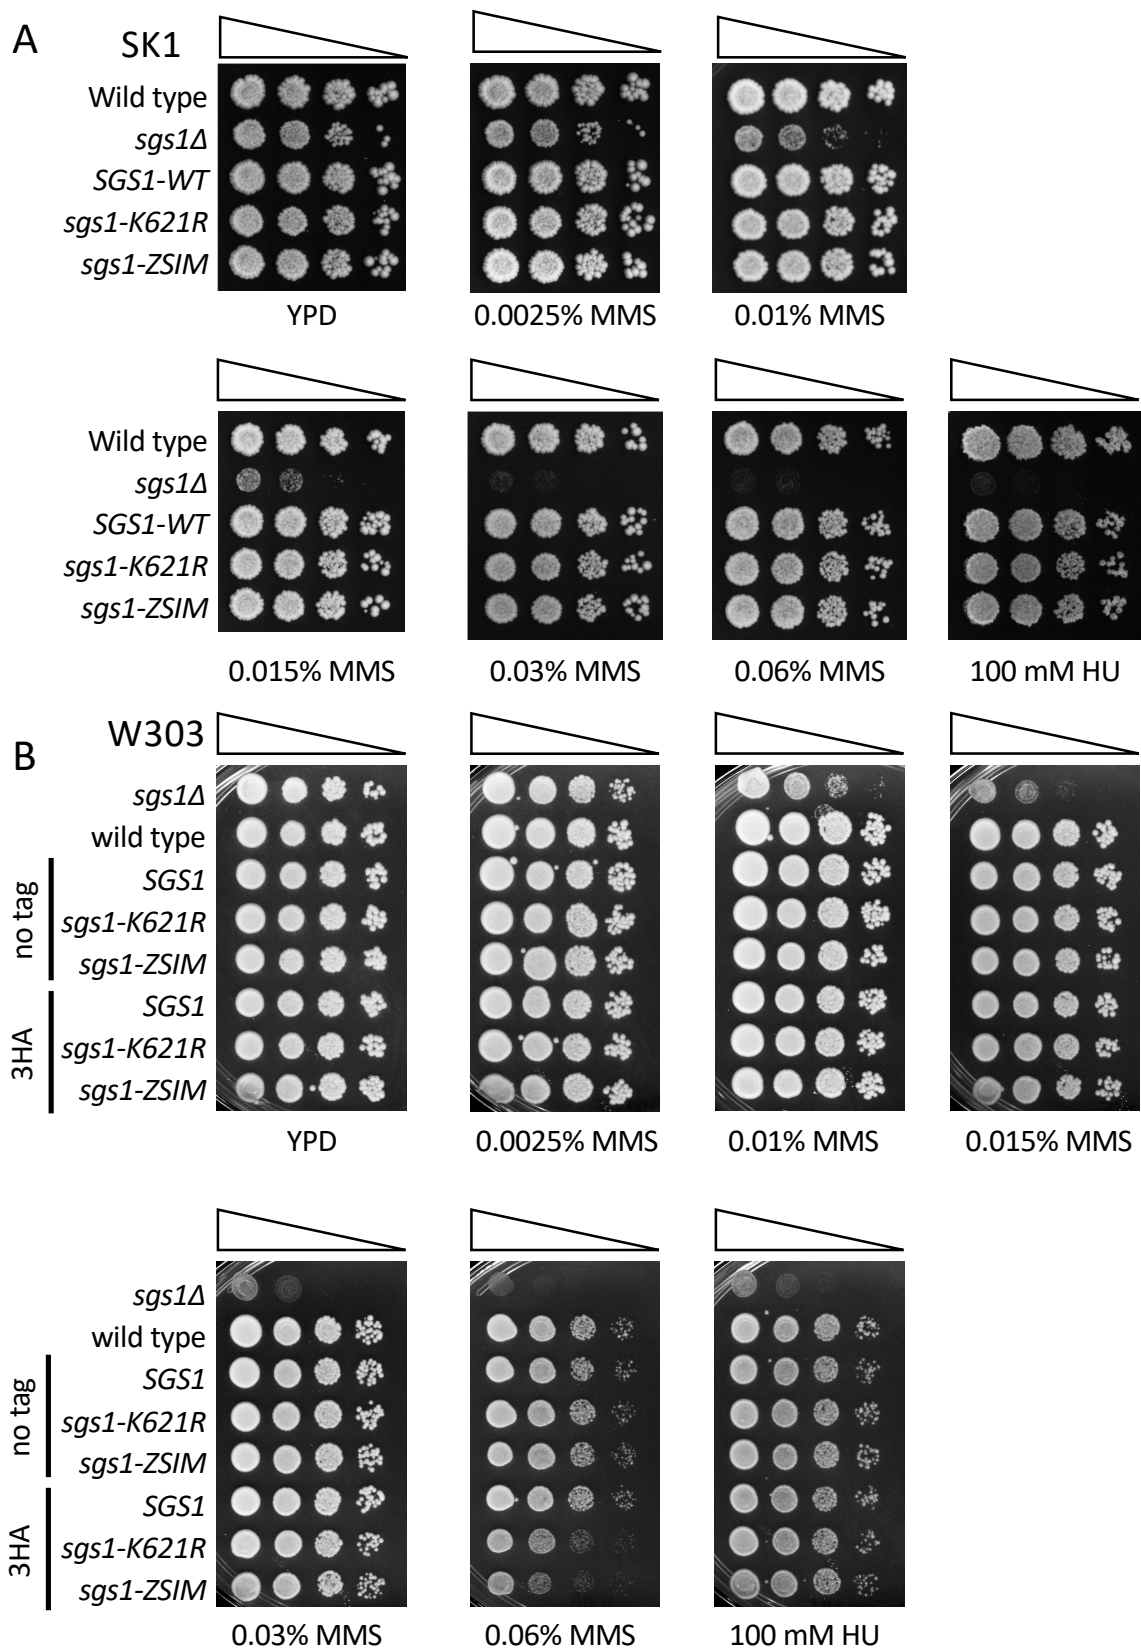 A
SK1
Wild type
sgs1Δ
SGS1-WT
sgs1-K621R
sgs1-ZSIM
YPD
0.0025% MMS
0.01% MMS
Wild type
sgs1Δ
SGS1-WT
sgs1-K621R
sgs1-ZSIM
0.015% MMS
0.03% MMS
0.06% MMS
100 mM HU
B
W303
sgs1Δ
wild type
no tag
SGS1
sgs1-K621R
sgs1-ZSIM
3HA
SGS1
sgs1-K621R
sgs1-ZSIM
YPD
0.0025% MMS
0.01% MMS
0.015% MMS
sgs1Δ
wild type
no tag
SGS1
sgs1-K621R
sgs1-ZSIM
3HA
SGS1
sgs1-K621R
sgs1-ZSIM
0.03% MMS
0.06% MMS
100 mM HU